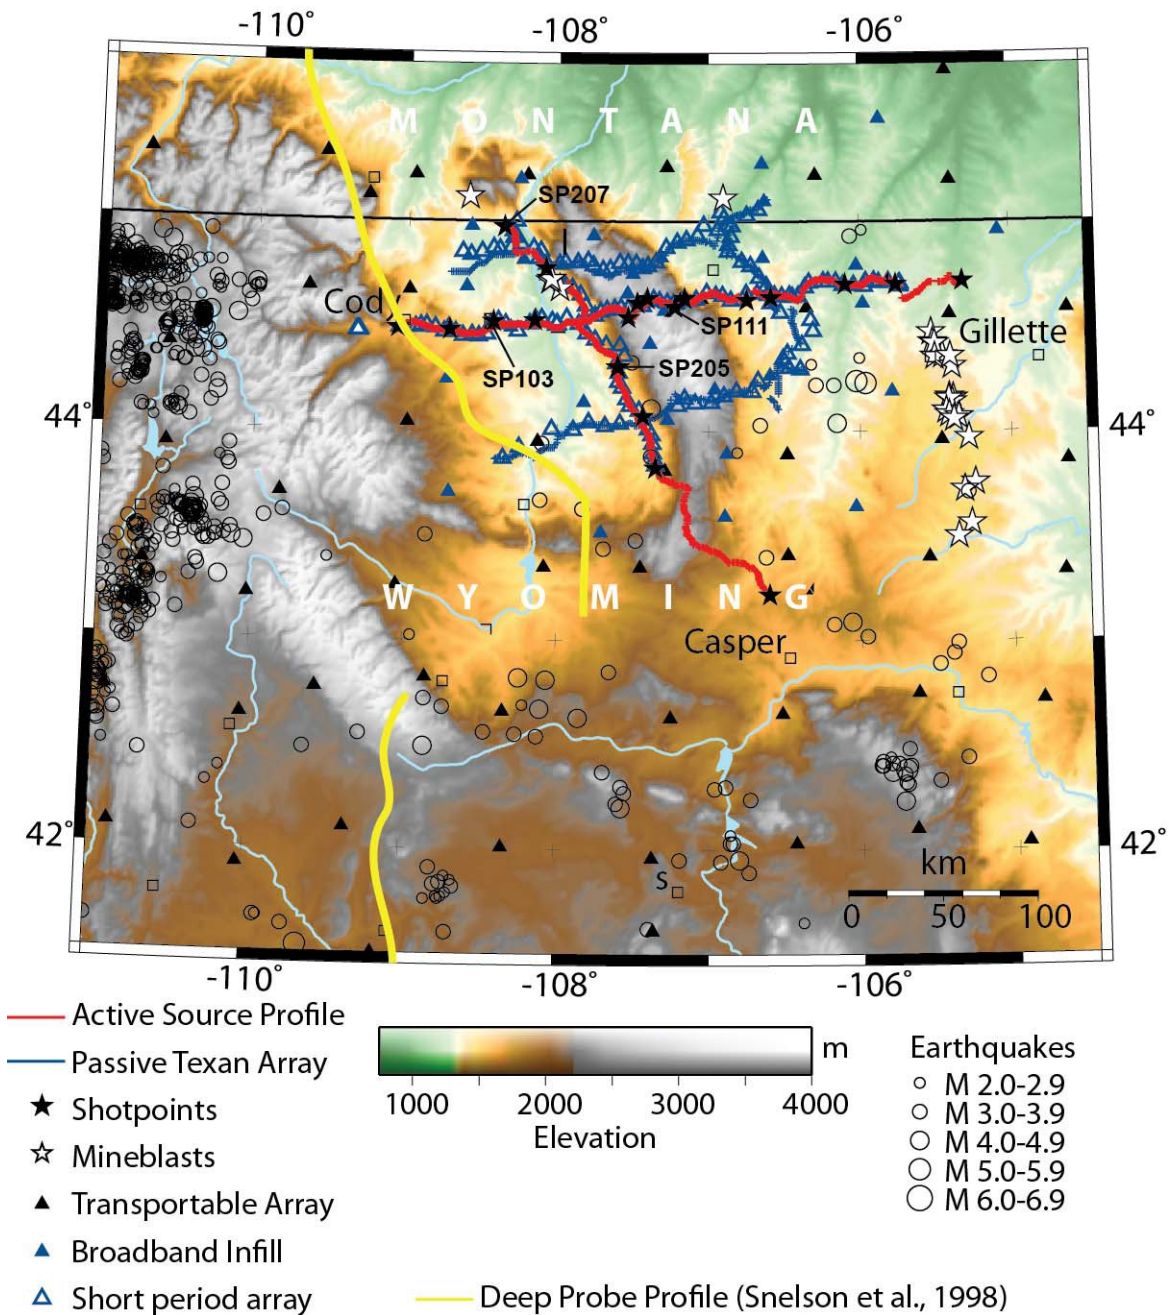 -110˚ -108˚ -106˚
M O N T A N A
SP207
Cody
SP111
Gillette
SP103
SP205
44˚ 44˚
W Y O M I N G
Casper
42˚ 42˚
km
s
0 50 100
-110˚ -108˚ -106˚
Active Source Profile
Passive Texan Array
Shotpoints
Mineblasts
Transportable Array
Broadband Infill
Short period array
m
1000 2000 3000 4000
Elevation
Earthquakes
M 2.0-2.9
M 3.0-3.9
M 4.0-4.9
M 5.0-5.9
M 6.0-6.9
Deep Probe Profile (Snelson et al., 1998)